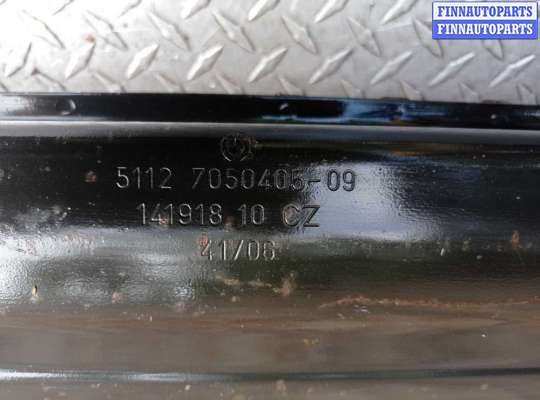 FINNAUTOPARTS
FINNAUTOPARTS
5112 7050405-09
141918 10 CZ
41/06